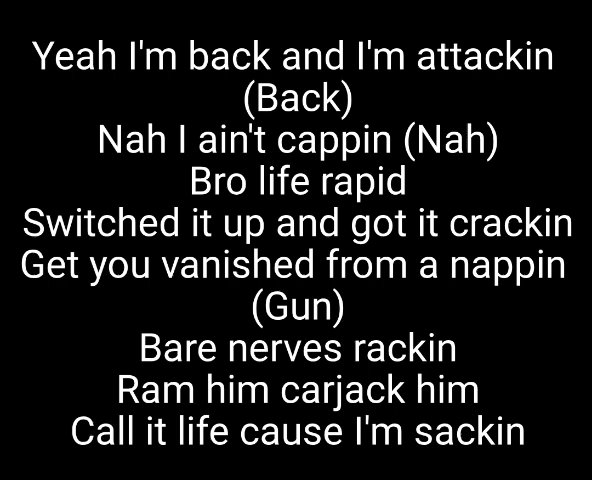 Yeah I'm back and I'm attackin
(Back)
Nah I ain't cappin (Nah)
Bro life rapid
Switched it up and got it crackin
Get you vanished from a nappin
(Gun)
Bare nerves rackin
Ram him carjack him
Call it life cause I'm sackin